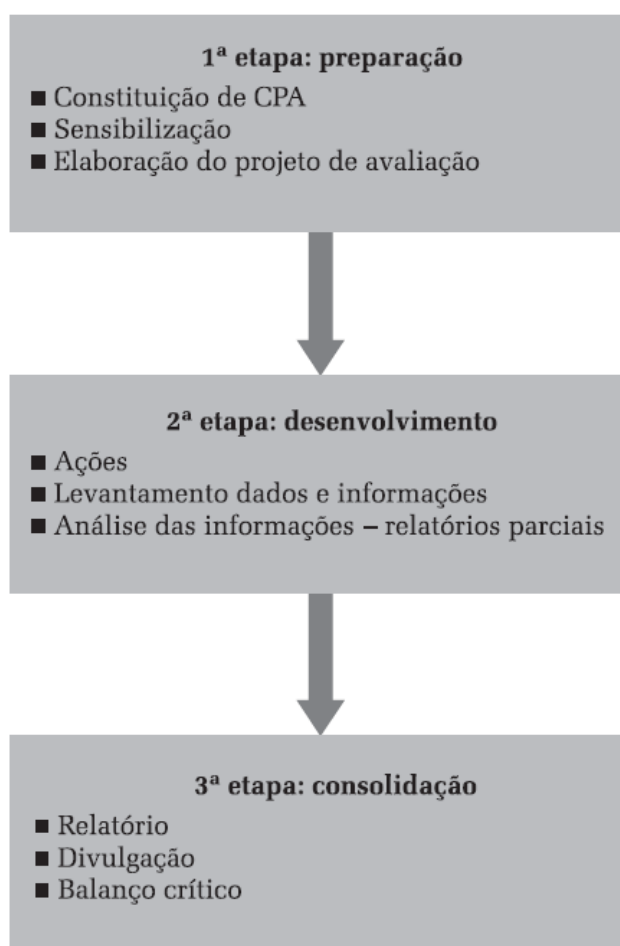 1ª etapa: preparação
■ Constituição de CPA
■ Sensibilização
■ Elaboração do projeto de avaliação
2ª etapa: desenvolvimento
■ Ações
■ Levantamento dados e informações
■ Análise das informações – relatórios parciais
3ª etapa: consolidação
■ Relatório
■ Divulgação
■ Balanço crítico